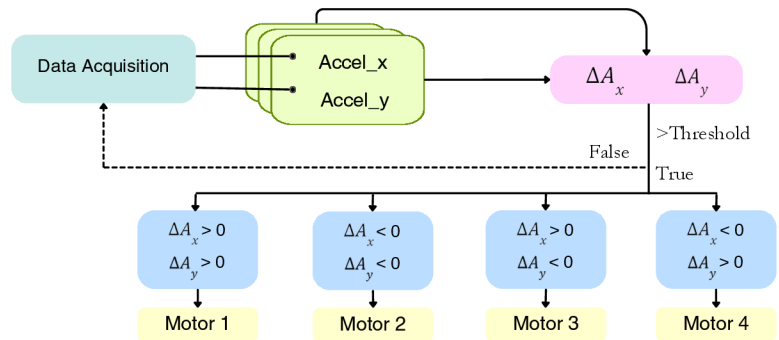 Data Acquisition
Accel_x
Accel_y
ΔA_x ΔA_y
>Threshold
False
True
ΔA_x > 0
ΔA_y > 0
ΔA_x < 0
ΔA_y < 0
ΔA_x > 0
ΔA_y < 0
ΔA_x < 0
ΔA_y > 0
Motor 1
Motor 2
Motor 3
Motor 4